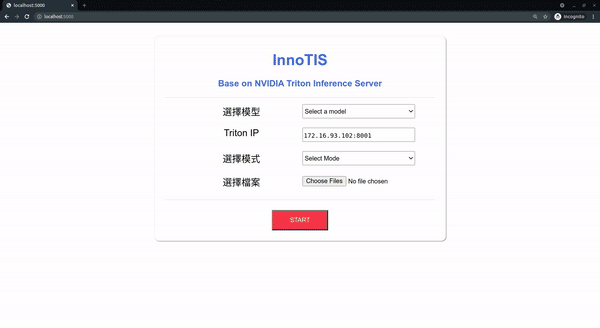 localhost:5000
localhost:5000
Incognito
InnoTIS
Base on NVIDIA Triton Inference Server
選擇模型 Select a model
Triton IP 172.16.93.102:8001
選擇模式 Select Mode
選擇檔案 Choose Files No file chosen
START